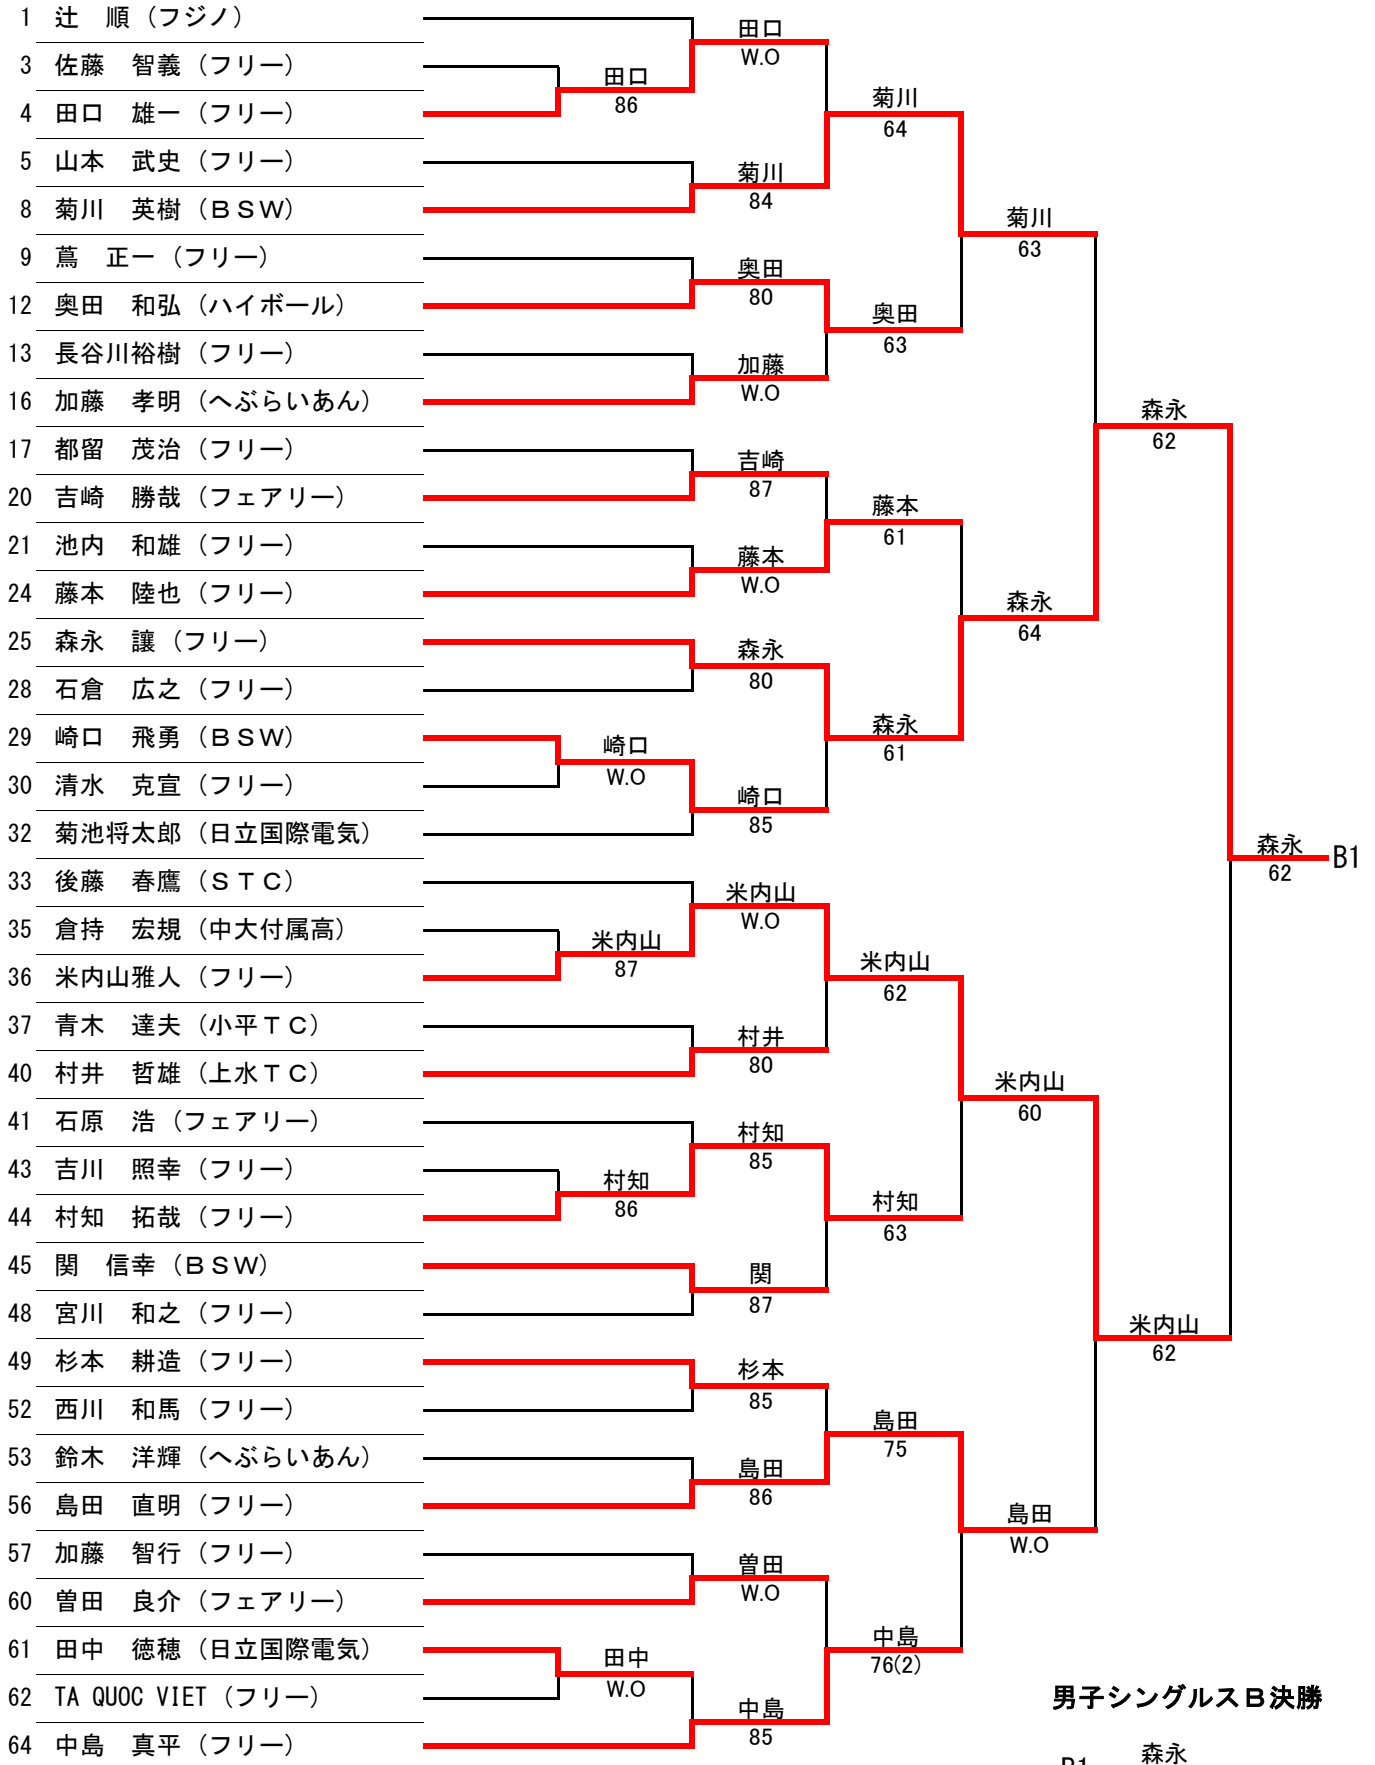 1 辻　順（フジノ）
3 佐藤　智義（フリー）
4 田口　雄一（フリー）
5 山本　武史（フリー）
8 菊川　英樹（ＢＳＷ）
9 蔦　正一（フリー）
12 奥田　和弘（ハイボール）
13 長谷川裕樹（フリー）
16 加藤　孝明（へぶらいあん）
17 都留　茂治（フリー）
20 吉崎　勝哉（フェアリー）
21 池内　和雄（フリー）
24 藤本　陸也（フリー）
25 森永　譲（フリー）
28 石倉　広之（フリー）
29 崎口　飛勇（ＢＳＷ）
30 清水　克宣（フリー）
32 菊池将太郎（日立国際電気）
33 後藤　春鷹（ＳＴＣ）
35 倉持　宏規（中大付属高）
36 米内山雅人（フリー）
37 青木　達夫（小平ＴＣ）
40 村井　哲雄（上水ＴＣ）
41 石原　浩（フェアリー）
43 吉川　照幸（フリー）
44 村知　拓哉（フリー）
45 関　信幸（ＢＳＷ）
48 宮川　和之（フリー）
49 杉本　耕造（フリー）
52 西川　和馬（フリー）
53 鈴木　洋輝（へぶらいあん）
56 島田　直明（フリー）
57 加藤　智行（フリー）
60 曽田　良介（フェアリー）
61 田中　徳穂（日立国際電気）
62 TA QUOC VIET（フリー）
64 中島　真平（フリー）
田口
86
崎口
W.O
米内山
87
村知
86
田中
W.O
田口
W.O
菊川
84
奥田
80
加藤
W.O
吉崎
87
藤本
W.O
森永
80
崎口
85
米内山
W.O
村井
80
村知
85
関
87
杉本
85
島田
86
曽田
W.O
中島
85
菊川
64
奥田
63
藤本
61
森永
61
米内山
62
村知
63
島田
75
中島
76(2)
菊川
63
森永
64
米内山
60
島田
W.O
森永
62
米内山
62
森永
62
B1
男子シングルスＢ決勝
森永
B1